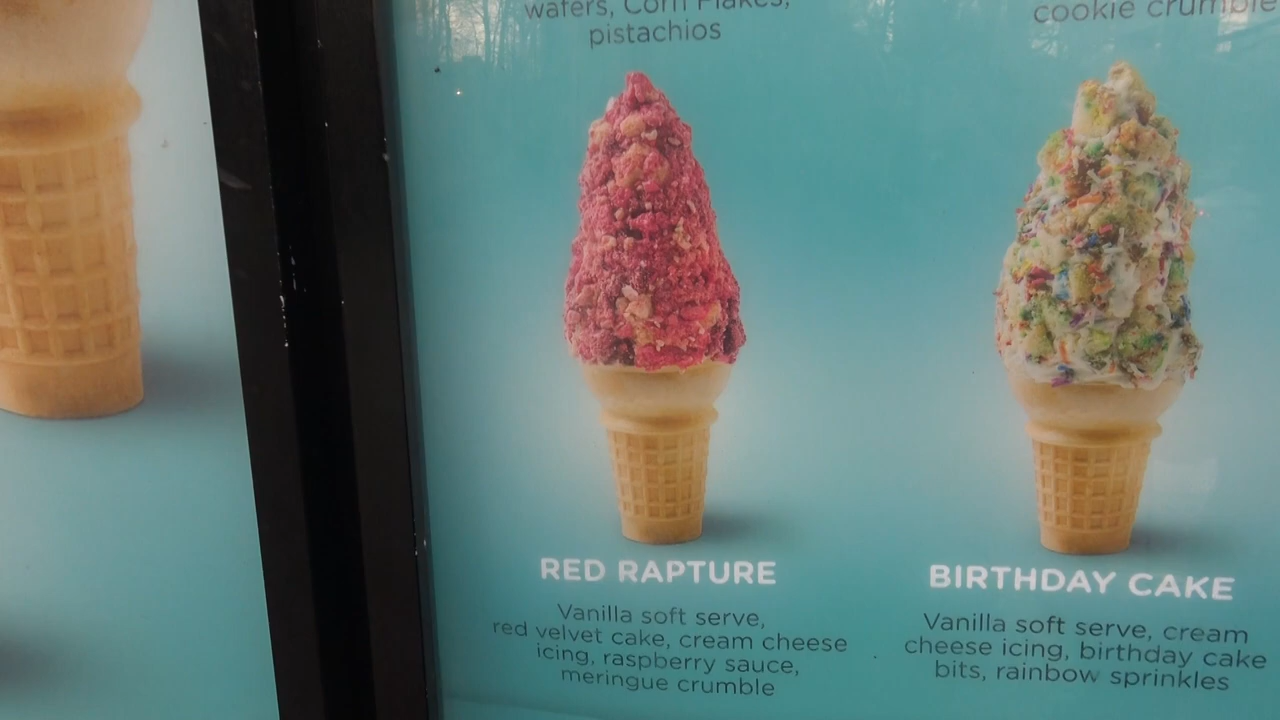 wafers, Corn Flakes,
pistachios
cookie crumble
RED RAPTURE
Vanilla soft serve,
red velvet cake, cream cheese
icing, raspberry sauce,
meringue crumble
BIRTHDAY CAKE
Vanilla soft serve, cream
cheese icing, birthday cake
bits, rainbow sprinkles